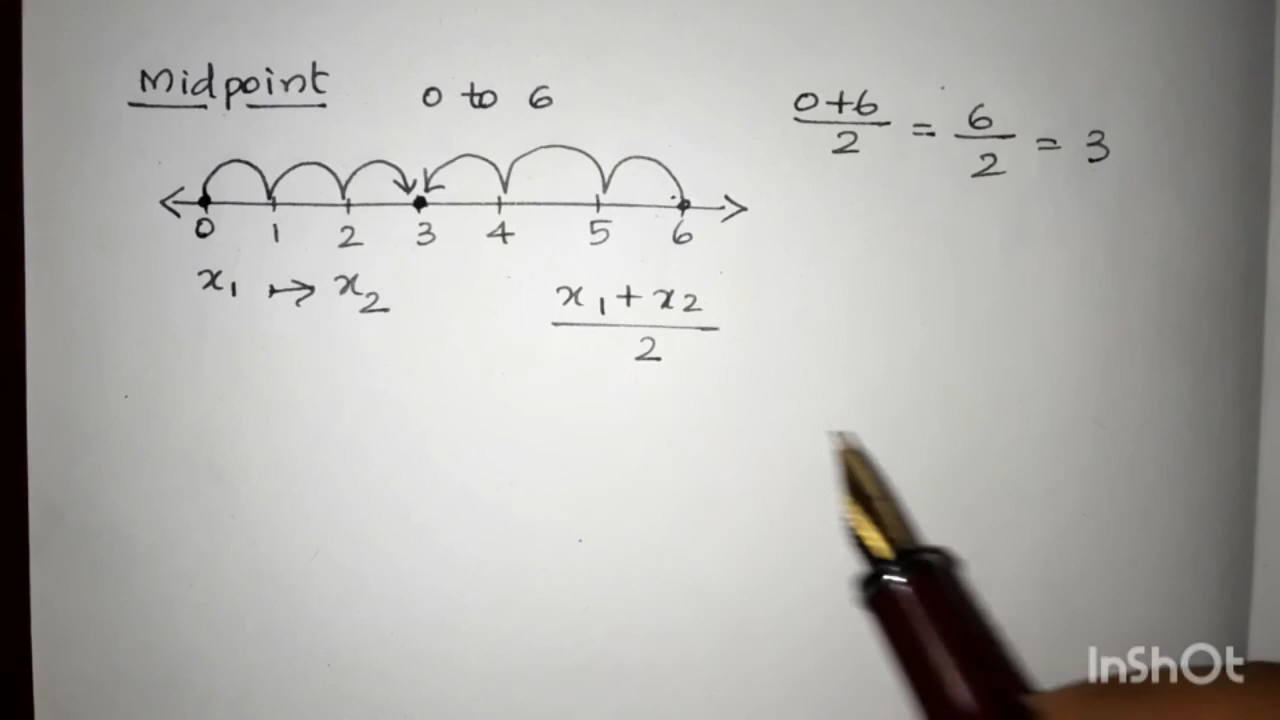 Midpoint
0 to 6
0+6/2 = 6/2 = 3
0 1 2 3 4 5 6
x₁ ↦ x₂
x₁ + x₂/2
InShOt